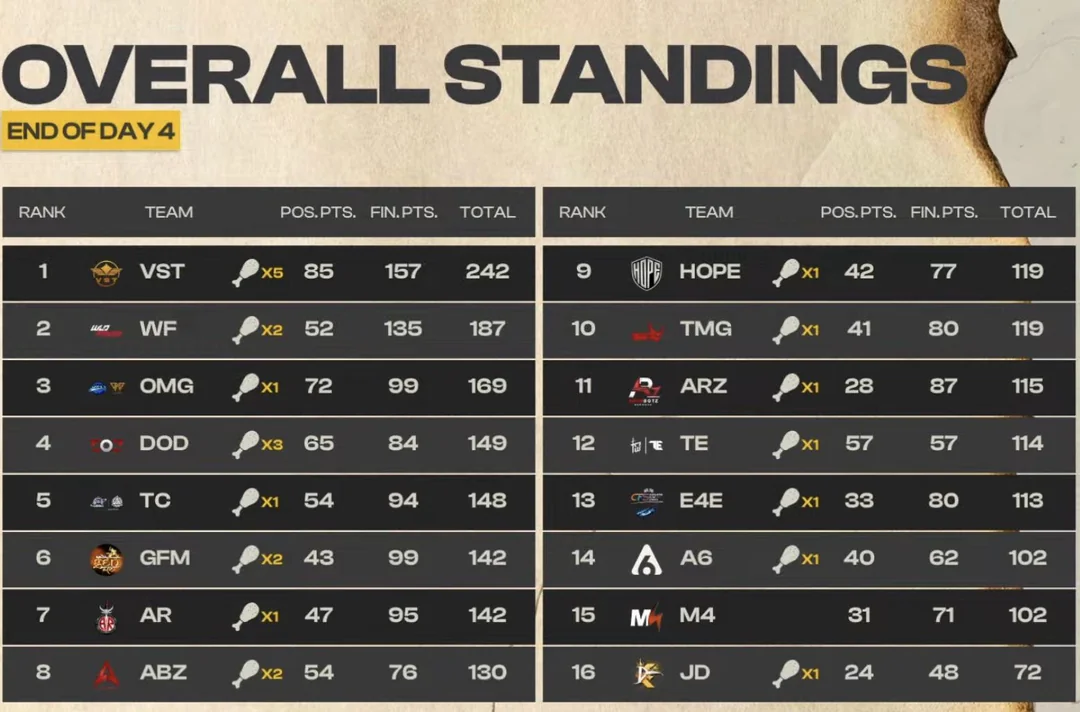 OVERALL STANDINGS
END OF DAY 4
RANK TEAM POS.PTS. FIN.PTS. TOTAL
1 VST X5 85 157 242
2 WF X2 52 135 187
3 OMG X1 72 99 169
4 DOD X3 65 84 149
5 TC X1 54 94 148
6 GFM X2 43 99 142
7 AR X1 47 95 142
8 ABZ X2 54 76 130
RANK TEAM POS.PTS. FIN.PTS. TOTAL
9 HOPE HOPE X1 42 77 119
10 TMG X1 41 80 119
11 ARZ X1 28 87 115
12 TE X1 57 57 114
13 E4E X1 33 80 113
14 A6 X1 40 62 102
15 M4 31 71 102
16 JD X1 24 48 72